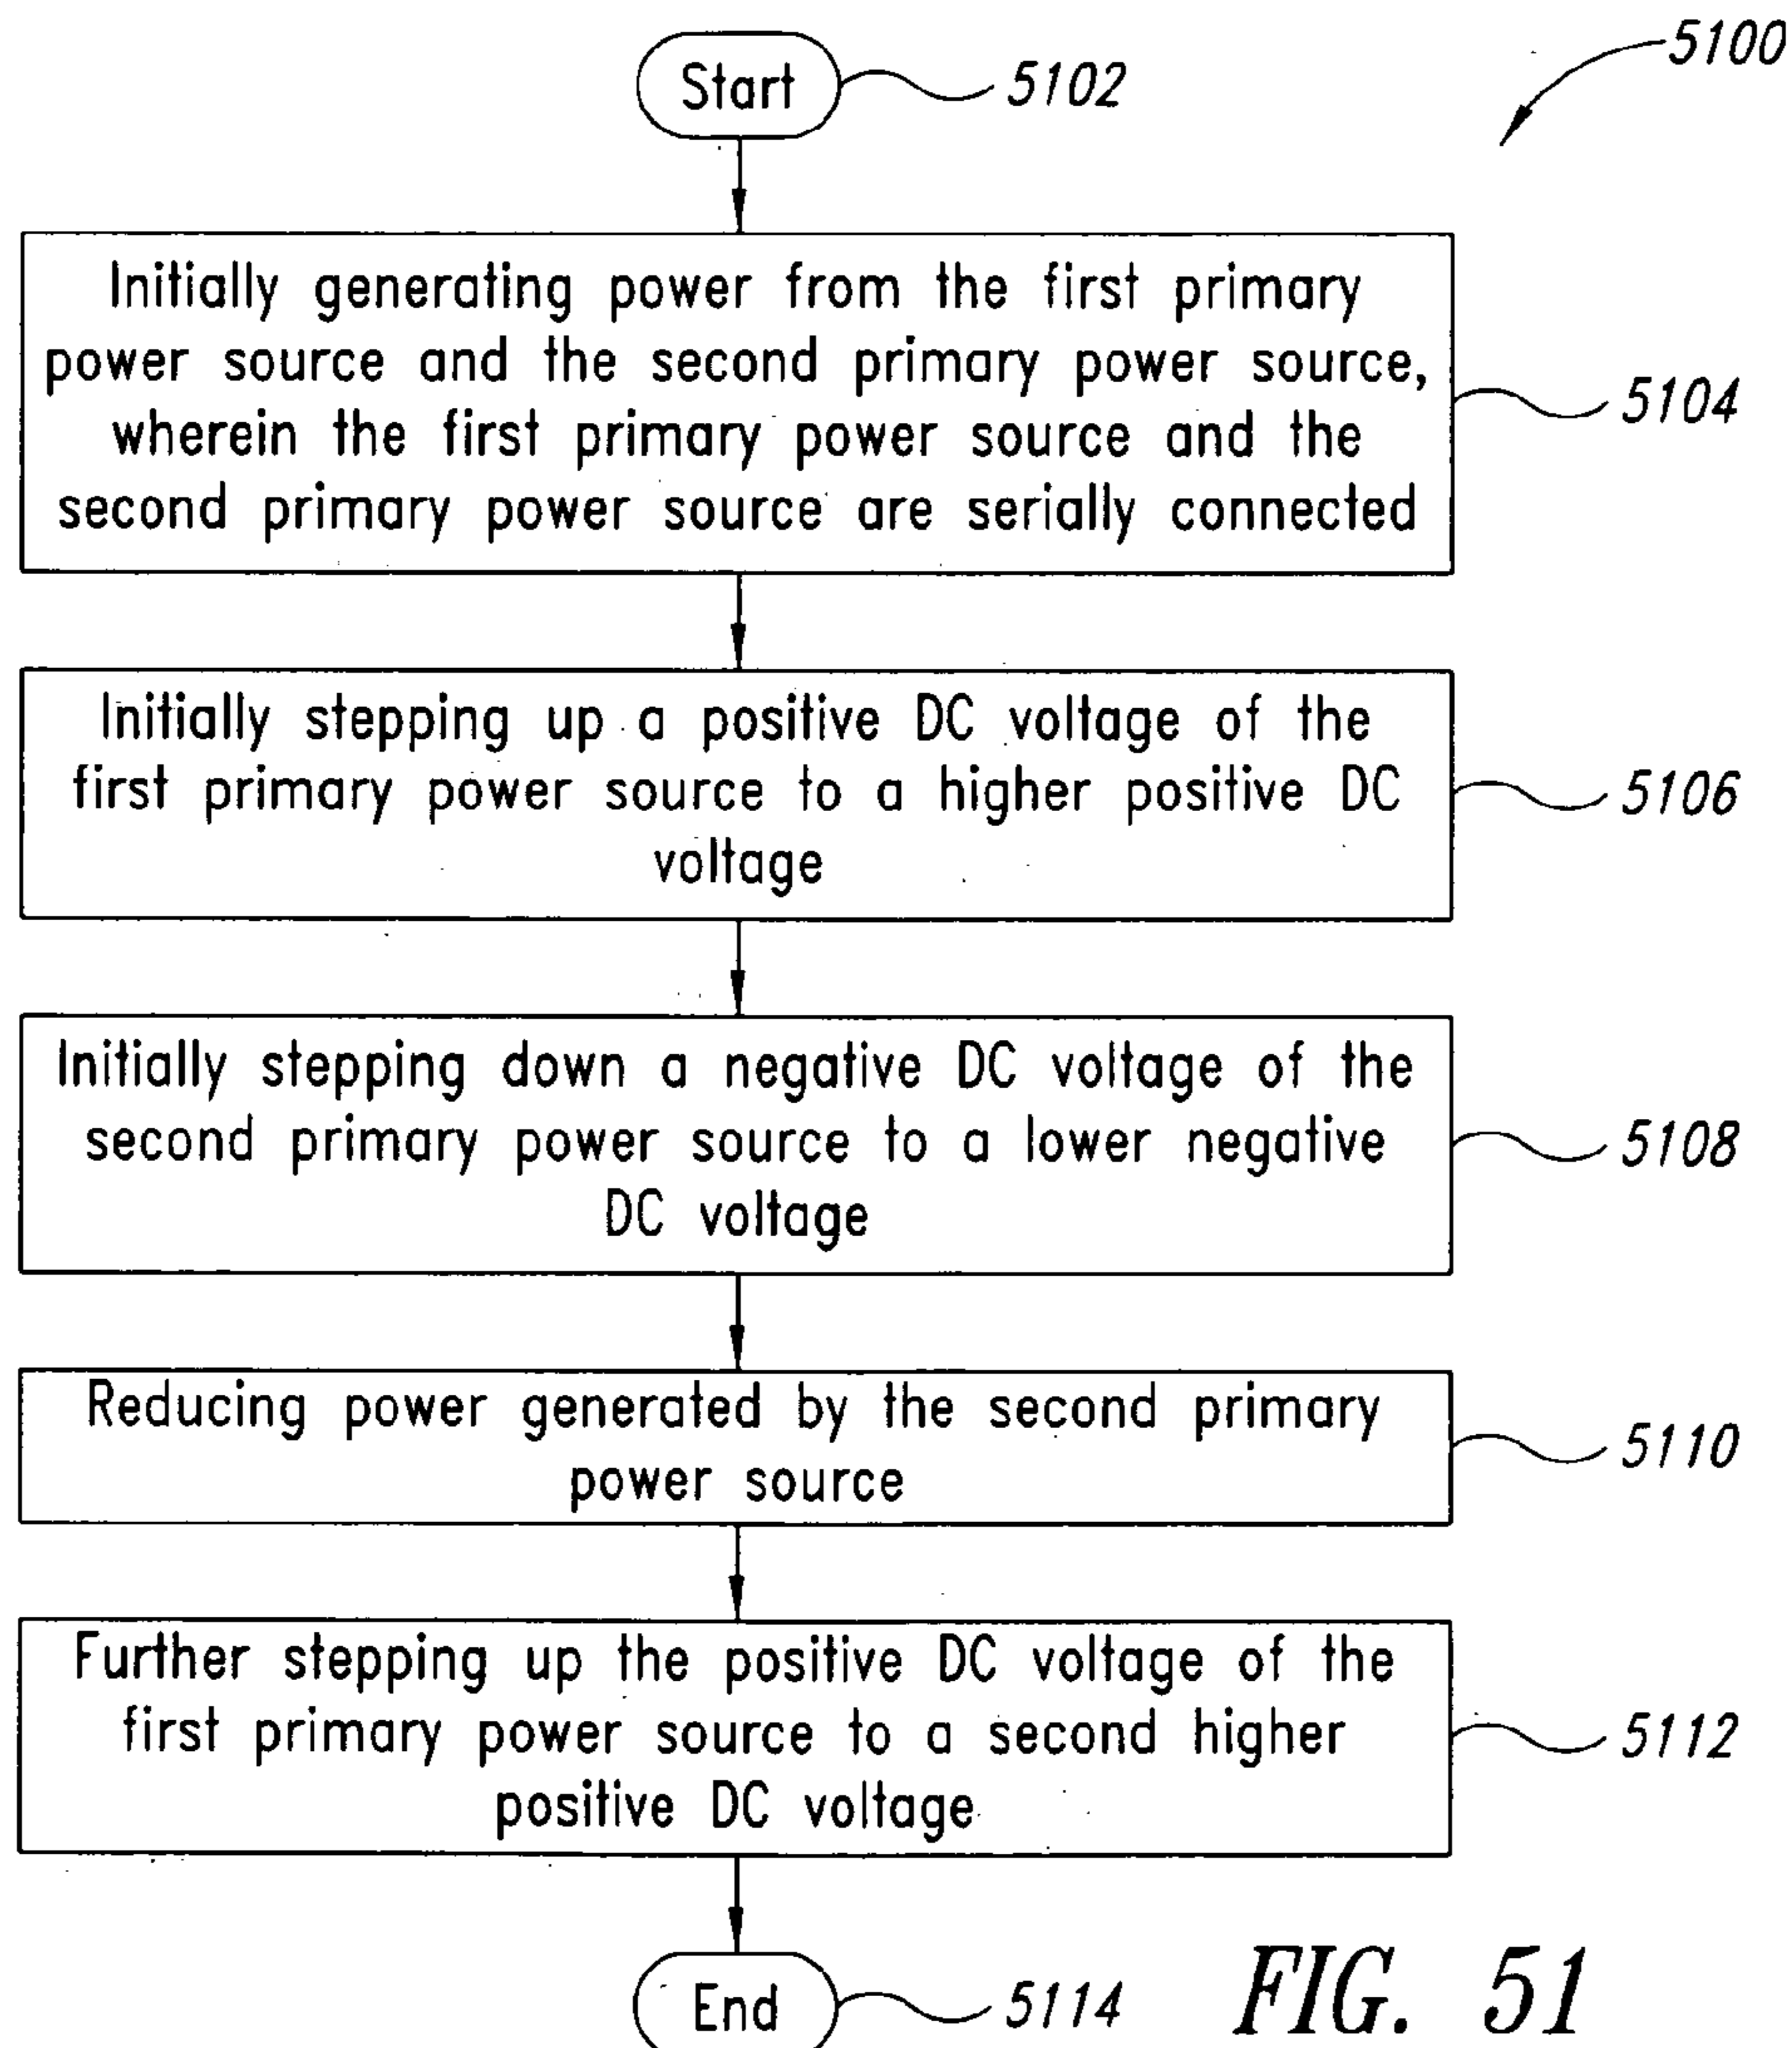 5100
Start
5102
Initially generating power from the first primary
power source and the second primary power source,
wherein the first primary power source and the
second primary power source are serially connected
5104
Initially stepping up a positive DC voltage of the
first primary power source to a higher positive DC
voltage
5106
Initially stepping down a negative DC voltage of the
second primary power source to a lower negative
DC voltage
5108
Reducing power generated by the second primary
power source
5110
Further stepping up the positive DC voltage of the
first primary power source to a second higher
positive DC voltage
5112
End
5114
FIG. 51